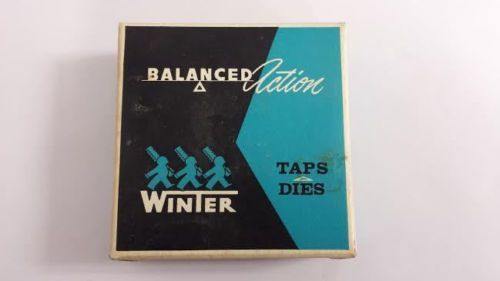 BALANCED Action
WINTER
TAPS
DIES